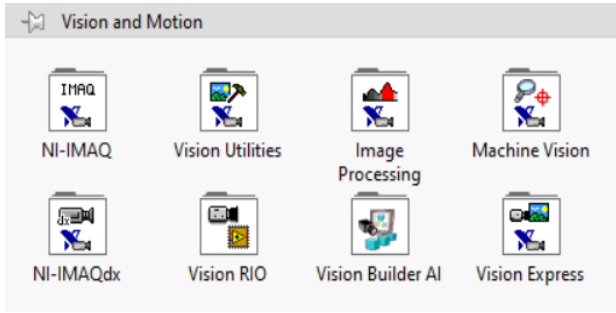 Vision and Motion
IMAQ
NI-IMAQ
Vision Utilities
Image
Processing
Machine Vision
dx
NI-IMAQdx
Vision RIO
Vision Builder AI
Vision Express